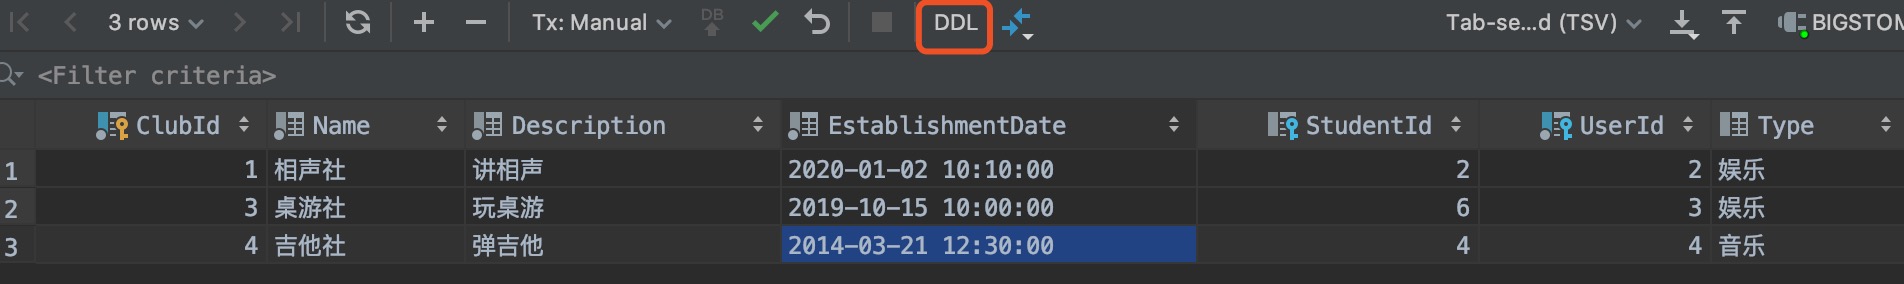 3 rows Tx: Manual DB DDL Tab-se...d (TSV) BIGSTOM
<Filter criteria>
ClubId Name Description EstablishmentDate StudentId UserId Type
1 1 相声社 讲相声 2020-01-02 10:10:00 2 2 娱乐
2 3 桌游社 玩桌游 2019-10-15 10:00:00 6 3 娱乐
3 4 吉他社 弹吉他 2014-03-21 12:30:00 4 4 音乐